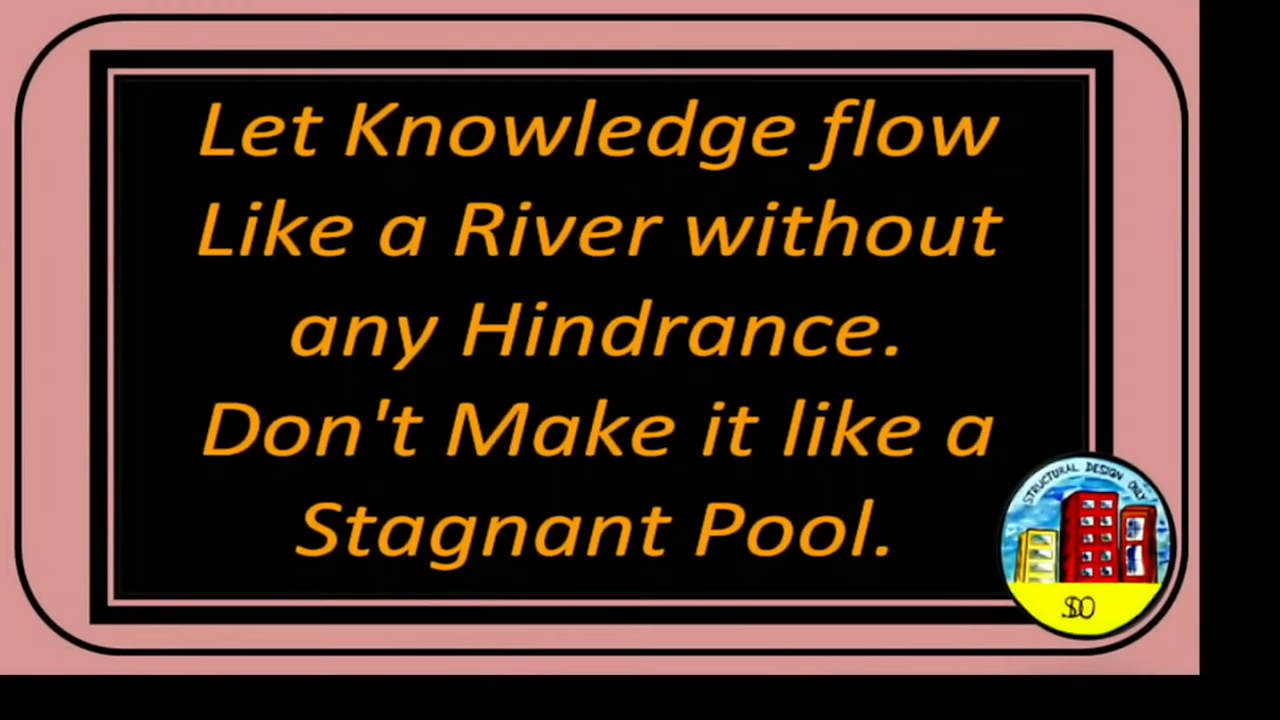 Let Knowledge flow
Like a River without
any Hindrance.
Don't Make it like a
Stagnant Pool.
STRUCTURAL DESIGN ONLY
SDO